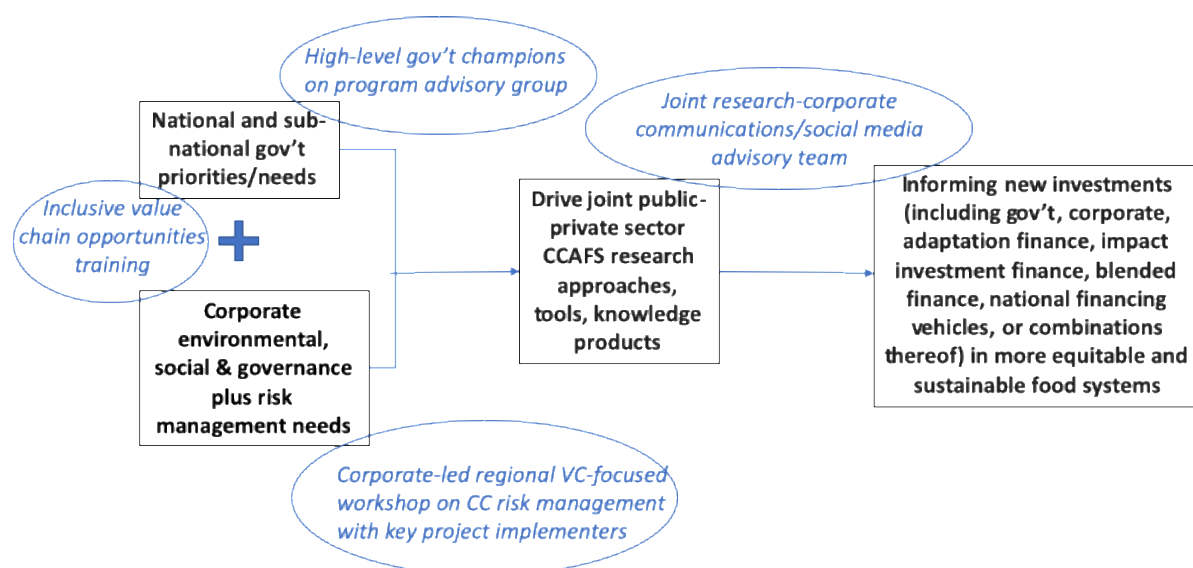 High-level gov’t champions
on program advisory group
Joint research-corporate
communications/social media
advisory team
National and sub-
national gov’t
priorities/needs
Inclusive value
chain opportunities
training
Corporate
environmental,
social & governance
plus risk
management needs
Drive joint public-
private sector
CCAFS research
approaches,
tools, knowledge
products
Informing new investments
(including gov’t, corporate,
adaptation finance, impact
investment finance, blended
finance, national financing
vehicles, or combinations
thereof) in more equitable and
sustainable food systems
Corporate-led regional VC-focused
workshop on CC risk management
with key project implementers